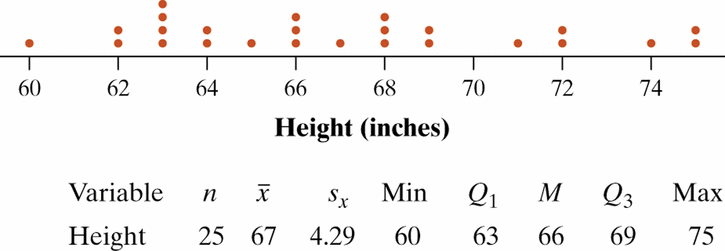 60 62 64 66 68 70 72 74
Height (inches)
Variable n x̄ sₓ Min Q₁ M Q₃ Max
Height 25 67 4.29 60 63 66 69 75